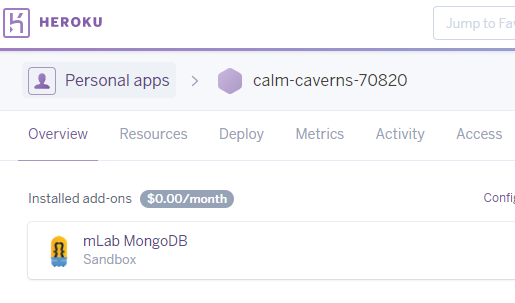 HEROKU
Jump to Fav
Personal apps > calm-caverns-70820
Overview Resources Deploy Metrics Activity Access
Installed add-ons $0.00/month Config
mLab MongoDB
Sandbox